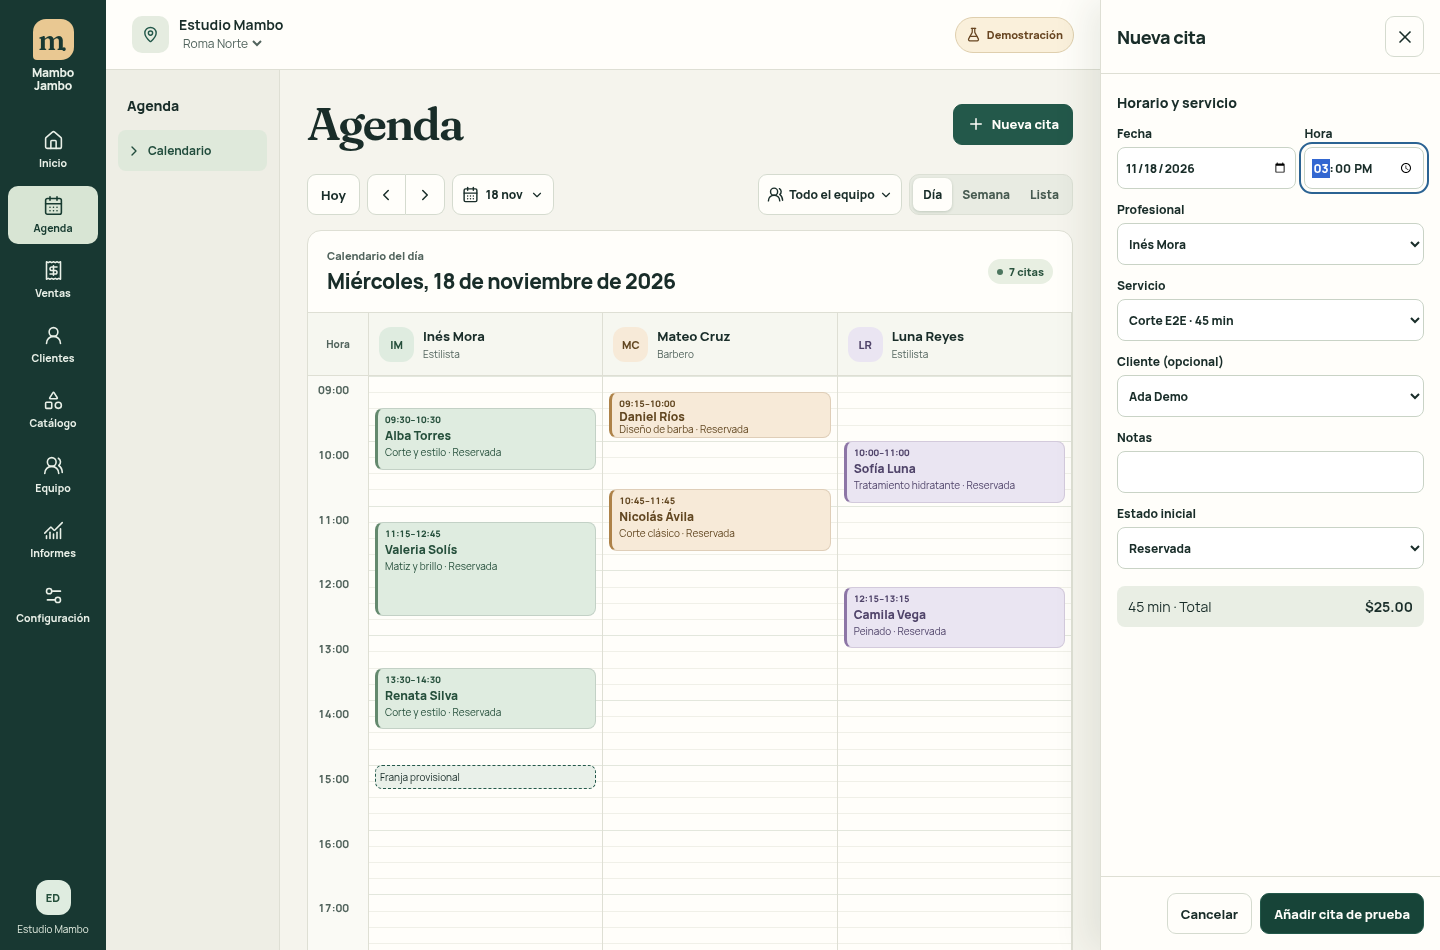 m
Mambo
Jambo
Inicio
Agenda
Ventas
Clientes
Catálogo
Equipo
Informes
Configuración
ED
Estudio Mambo
Estudio Mambo
Roma Norte
Demostración
Agenda
Calendario
Agenda
Nueva cita
Hoy
18 nov
Todo el equipo
Día
Semana
Lista
Calendario del día
Miércoles, 18 de noviembre de 2026
7 citas
Hora
IM
Inés Mora
Estilista
MC
Mateo Cruz
Barbero
LR
Luna Reyes
Estilista
09:00
10:00
11:00
12:00
13:00
14:00
15:00
16:00
17:00
09:30–10:30
Alba Torres
Corte y estilo · Reservada
11:15–12:45
Valeria Solís
Matiz y brillo · Reservada
13:30–14:30
Renata Silva
Corte y estilo · Reservada
Franja provisional
09:15–10:00
Daniel Ríos
Diseño de barba · Reservada
10:45–11:45
Nicolás Ávila
Corte clásico · Reservada
10:00–11:00
Sofía Luna
Tratamiento hidratante · Reservada
12:15–13:15
Camila Vega
Peinado · Reservada
Nueva cita
Horario y servicio
Fecha
11/18/2026
Hora
03:00 PM
Profesional
Inés Mora
Servicio
Corte E2E · 45 min
Cliente (opcional)
Ada Demo
Notas
Estado inicial
Reservada
45 min · Total
$25.00
Cancelar
Añadir cita de prueba